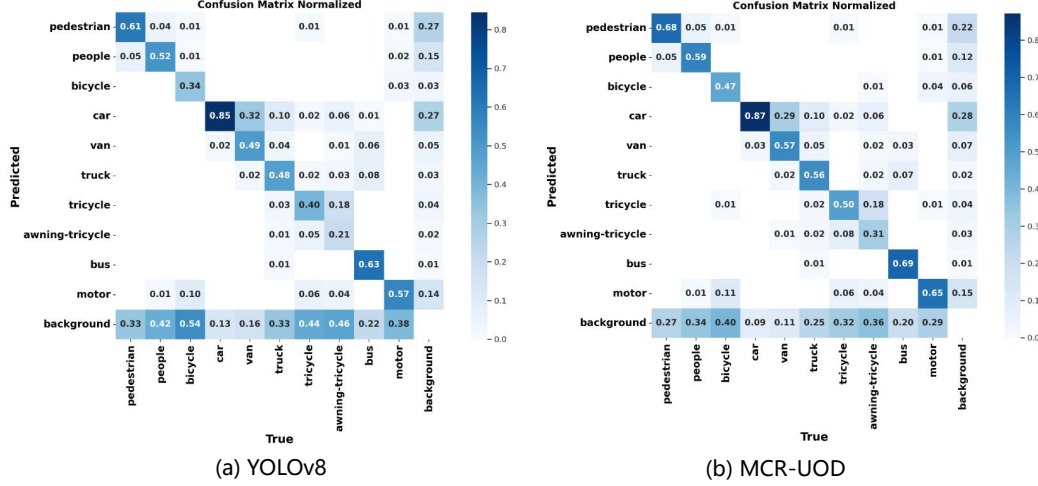 Confusion Matrix Normalized
pedestrian 0.61 0.04 0.01 0.01 0.01 0.27
people 0.05 0.52 0.01 0.02 0.15
bicycle 0.34 0.03 0.03
car 0.85 0.32 0.10 0.02 0.06 0.01 0.27
van 0.02 0.49 0.04 0.01 0.06 0.05
truck 0.02 0.48 0.02 0.03 0.08 0.03
tricycle 0.03 0.40 0.18 0.04
awning-tricycle 0.01 0.05 0.21 0.02
bus 0.01 0.63 0.01
motor 0.01 0.10 0.06 0.04 0.57 0.14
background 0.33 0.42 0.54 0.13 0.16 0.33 0.44 0.46 0.22 0.38
pedestrian people bicycle car van truck tricycle awning-tricycle bus motor background
Predicted
True
0.8
0.7
0.6
0.5
0.4
0.3
0.2
0.1
0.0
(a) YOLOv8
Confusion Matrix Normalized
pedestrian 0.68 0.05 0.01 0.01 0.01 0.22
people 0.05 0.59 0.01 0.12
bicycle 0.47 0.01 0.04 0.06
car 0.87 0.29 0.10 0.02 0.06 0.28
van 0.03 0.57 0.05 0.02 0.03 0.07
truck 0.02 0.56 0.02 0.07 0.02
tricycle 0.01 0.02 0.50 0.18 0.01 0.04
awning-tricycle 0.01 0.02 0.08 0.31 0.03
bus 0.01 0.69 0.01
motor 0.01 0.11 0.06 0.04 0.65 0.15
background 0.27 0.34 0.40 0.09 0.11 0.25 0.32 0.36 0.20 0.29
pedestrian people bicycle car van truck tricycle awning-tricycle bus motor background
Predicted
True
0.8
0.7
0.6
0.5
0.4
0.3
0.2
0.1
0.0
(b) MCR-UOD